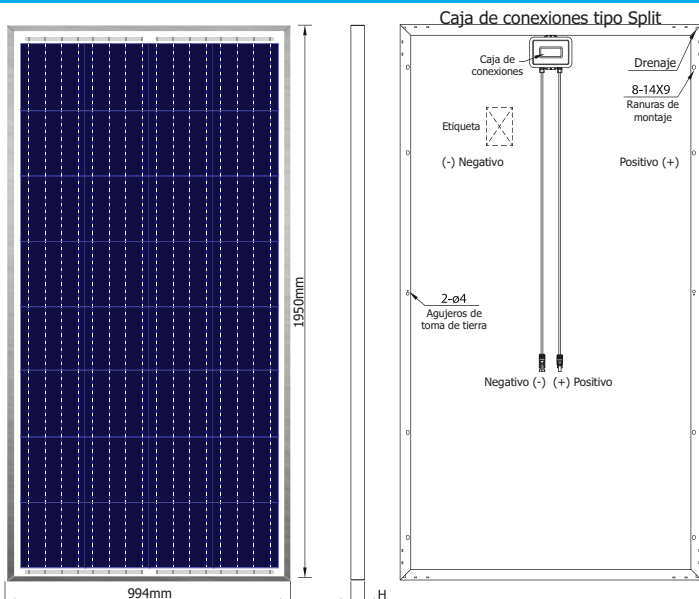 Caja de conexiones tipo Split
Caja de
conexiones
Drenaje
8-14X9
Ranuras de
montaje
Etiqueta
(-) Negativo
Positivo (+)
1950mm
2-ø4
Agujeros de
toma de tierra
Negativo (-) (+) Positivo
994mm
H